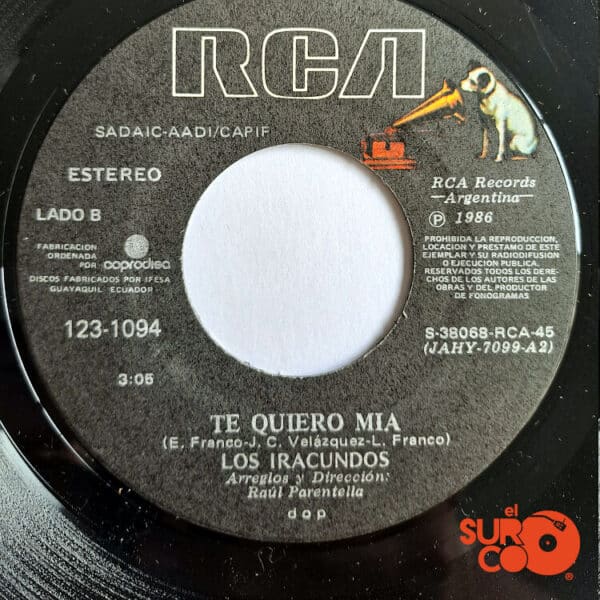 RCA
SADAIC-AADI/CAPIF
ESTEREO
LADO B
FABRICACION
ORDENADA
POR coprodisa
DISCOS FABRICADOS POR IFESA
GUAYAQUIL ECUADOR
123-1094
3:05
RCA Records
Argentina
℗ 1986
PROHIBIDA LA REPRODUCCION,
LOCACION Y PRESTAMO DE ESTE
EJEMPLAR Y SU RADIODIFUSION
O EJECUCION PUBLICA.
RESERVADOS TODOS LOS DERE-
CHOS DE LOS AUTORES DE LAS
OBRAS Y DEL PRODUCTOR
DE FONOGRAMAS
S-38068-RCA-45
(JAHY-7099-A2)
TE QUIERO MIA
(E. Franco-J. C. Velázquez-L. Franco)
LOS IRACUNDOS
Arreglos y Dirección:
Raúl Parentella
d o p
el
SUR
CO
®